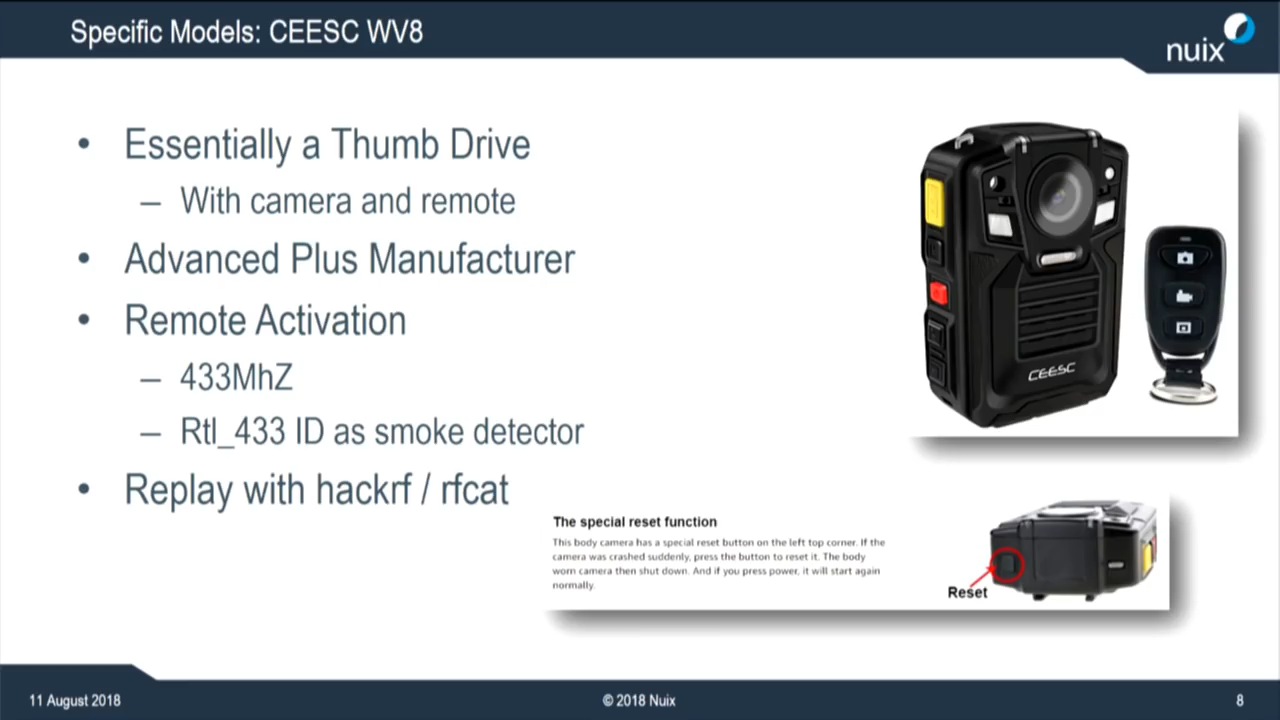 Specific Models: CEESC WV8
nuix
• Essentially a Thumb Drive
– With camera and remote
• Advanced Plus Manufacturer
• Remote Activation
– 433MhZ
– Rtl_433 ID as smoke detector
• Replay with hackrf / rfcat
CEESC
The special reset function
This body camera has a special reset button on the left top corner. If the
camera was crashed suddenly, press the button to reset it. The body
worn camera then shut down. And if you press power, it will start again
normally.
Reset
11 August 2018
© 2018 Nuix
8